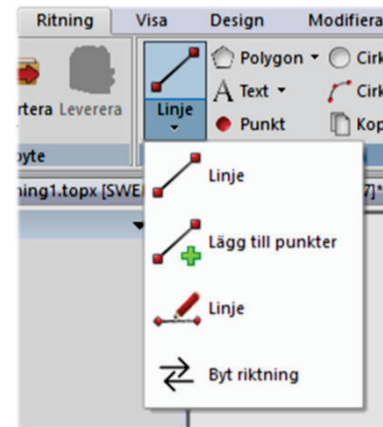 Ritning Visa Design Modifiera
Polygon Cirk
Text Cirk
rtera Leverera Linje Punkt Kop
byte
ning1.topx [SWE 7]*
Linje
Lägg till punkter
Linje
Byt riktning